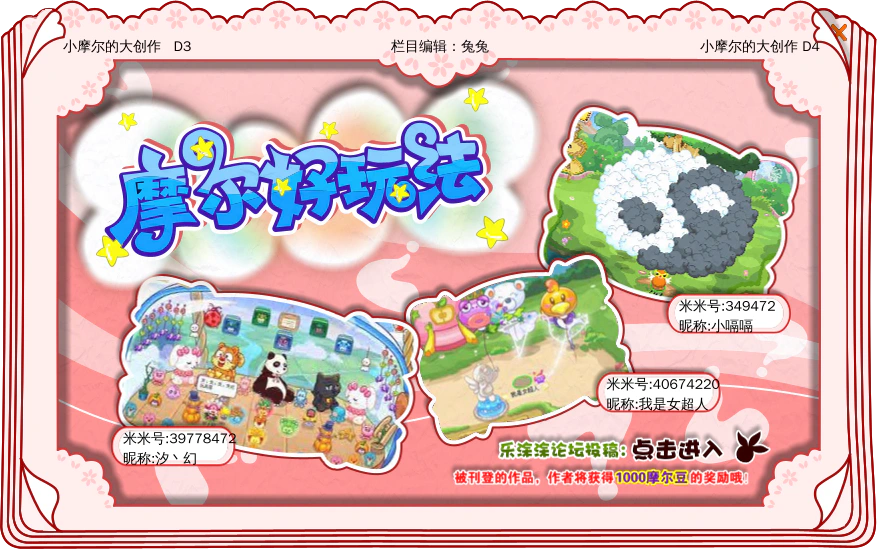 小摩尔的大创作 D3
栏目编辑：兔兔
小摩尔的大创作 D4
摩尔好玩法
米米号:349472
昵称:小嗝嗝
米米号:40674220
昵称:我是女超人
米米号:39778472
昵称:汐丶幻
乐涂涂论坛投稿:点击进入
被刊登的作品，作者将获得1000摩尔豆的奖励哦!